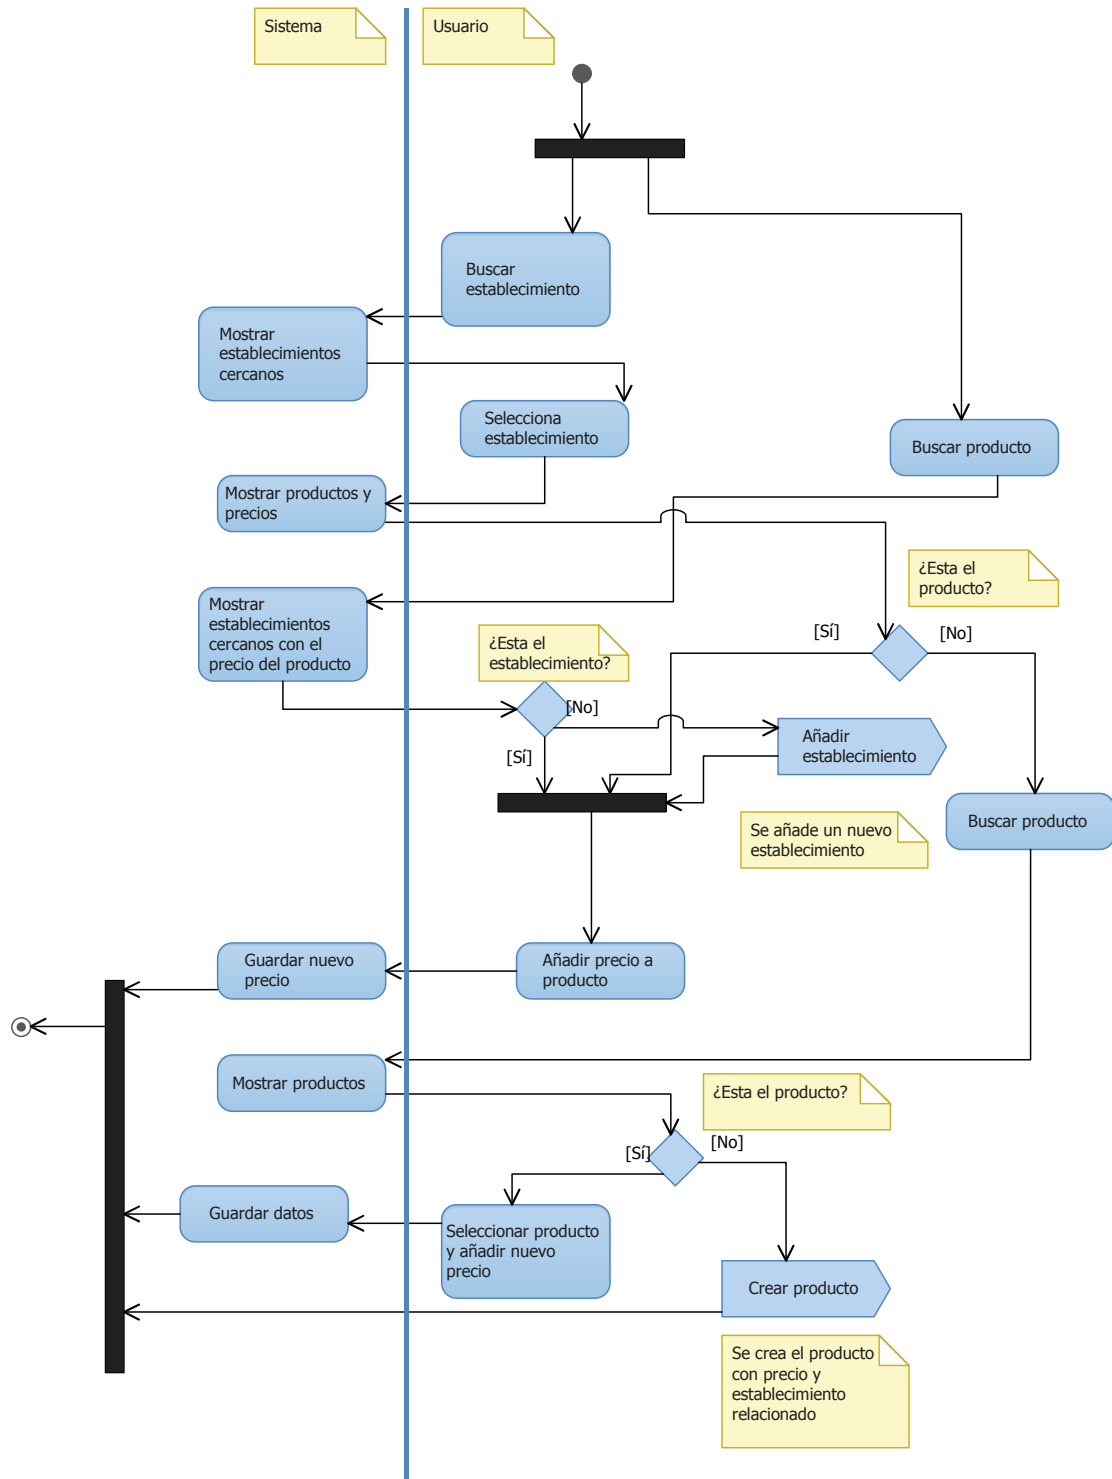 Sistema
Usuario
Buscar
establecimiento
Mostrar
establecimientos
cercanos
Selecciona
establecimiento
Buscar producto
Mostrar productos y
precios
¿Esta el
producto?
Mostrar
establecimientos
cercanos con el
precio del producto
¿Esta el
establecimiento?
[Sí]
[No]
[No]
[Sí]
Añadir
establecimiento
Se añade un nuevo
establecimiento
Buscar producto
Guardar nuevo
precio
Añadir precio a
producto
Mostrar productos
¿Esta el producto?
[Sí]
[No]
Guardar datos
Seleccionar producto
y añadir nuevo
precio
Crear producto
Se crea el producto
con precio y
establecimiento
relacionado